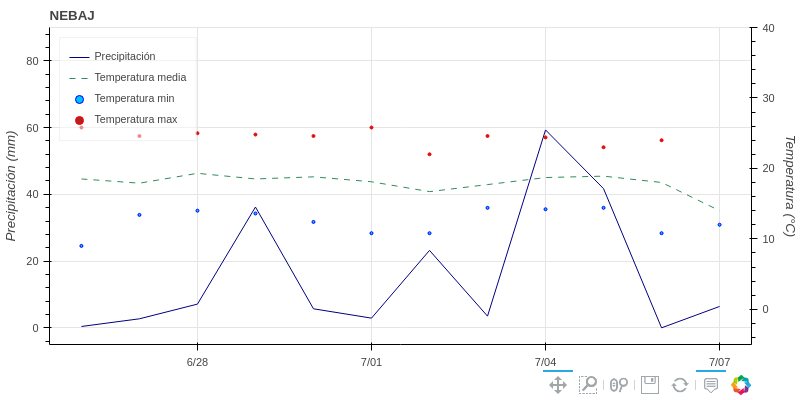 NEBAJ
Precipitación
Temperatura media
Temperatura min
Temperatura max
Precipitación (mm)
80
60
40
20
0
Temperatura (°C)
40
30
20
10
0
6/28
7/01
7/04
7/07